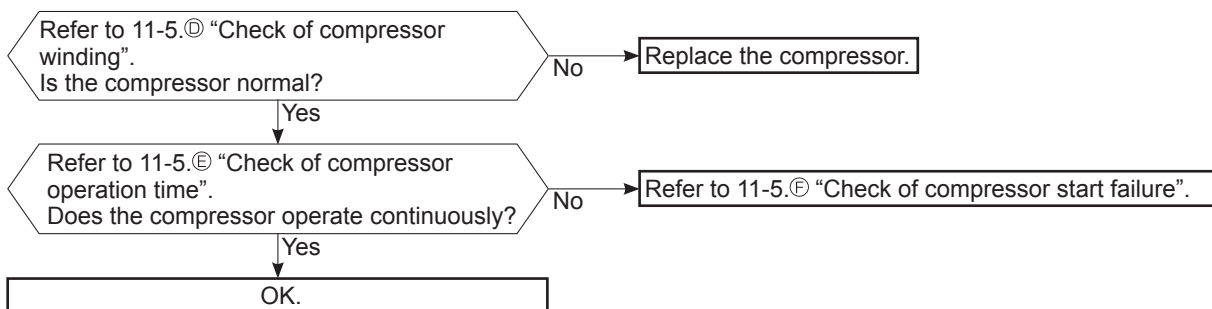 Refer to 11-5.Ⓓ “Check of compressor
winding”.
Is the compressor normal?
No
Replace the compressor.
Yes
Refer to 11-5.Ⓔ “Check of compressor
operation time”.
Does the compressor operate continuously?
No
Refer to 11-5.Ⓕ “Check of compressor start failure”.
Yes
OK.